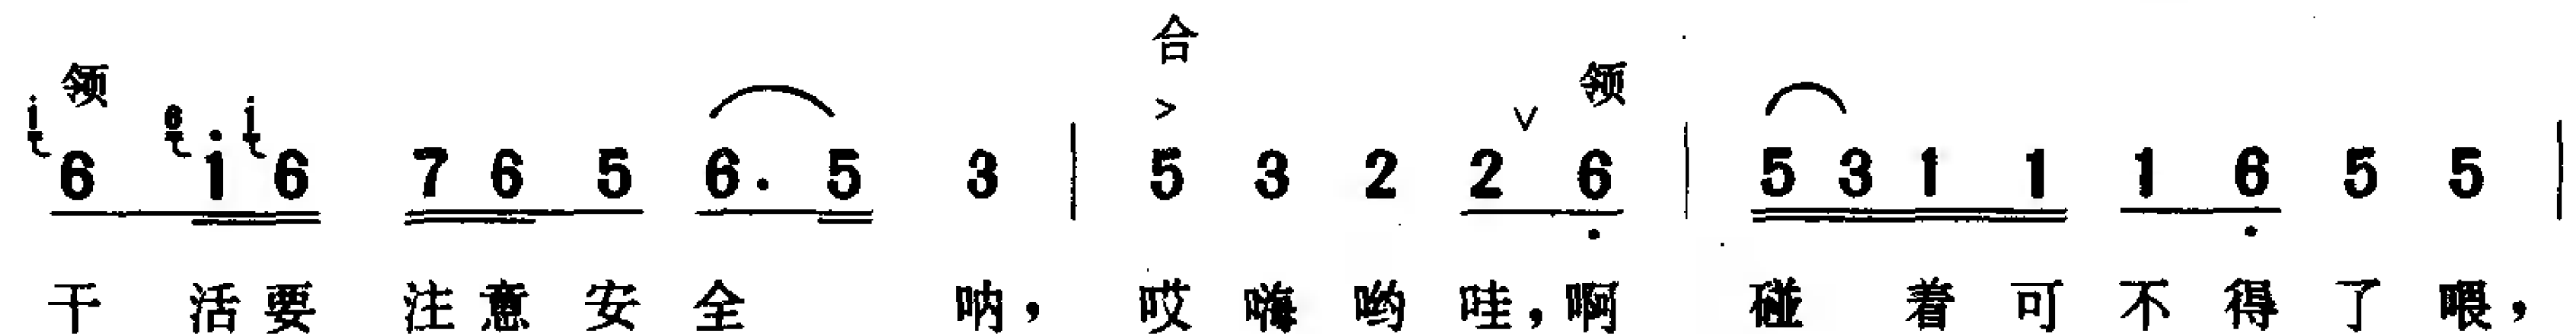 合
领 领
i 6 i
6 i 6 7 6 5 6. 5 3 | 5 3 2 2 ∨ 6 | 5 3 1 1 1 6 5 5 |
干 活 要 注 意 安 全 呐， 哎 嗨 哟 哇，啊 碰 着 可 不 得 了 喂，